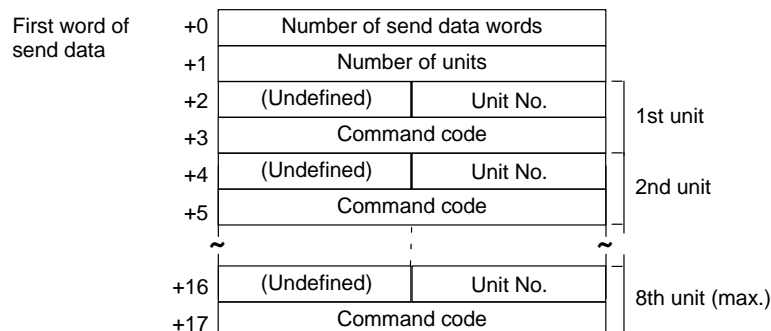 First word of
send data
+0 Number of send data words
+1 Number of units
+2 (Undefined) Unit No.
1st unit
+3 Command code
+4 (Undefined) Unit No.
2nd unit
+5 Command code
~ ~
+16 (Undefined) Unit No.
8th unit (max.)
+17 Command code